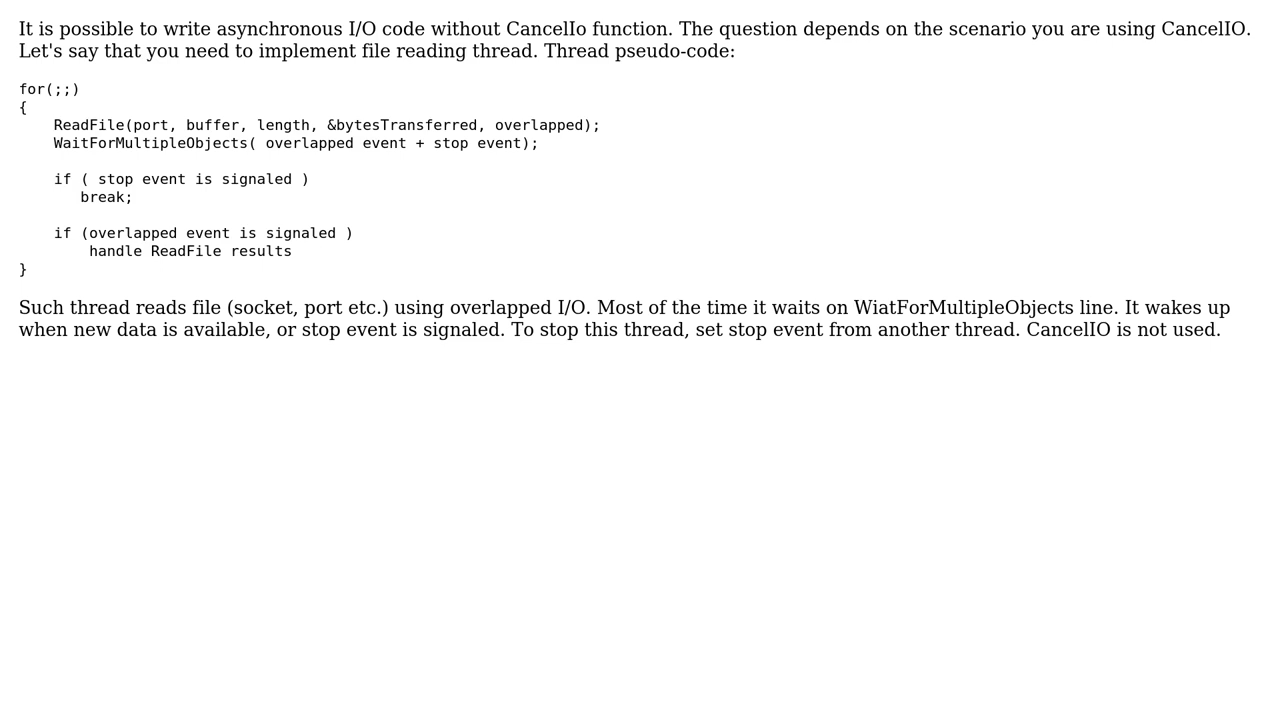 It is possible to write asynchronous I/O code without CancelIo function. The question depends on the scenario you are using CancelIO.
Let's say that you need to implement file reading thread. Thread pseudo-code:
for(;;)
{
    ReadFile(port, buffer, length, &bytesTransferred, overlapped);
    WaitForMultipleObjects( overlapped event + stop event);
    if ( stop event is signaled )
       break;
    if (overlapped event is signaled )
        handle ReadFile results
}
Such thread reads file (socket, port etc.) using overlapped I/O. Most of the time it waits on WiatForMultipleObjects line. It wakes up
when new data is available, or stop event is signaled. To stop this thread, set stop event from another thread. CancelIO is not used.